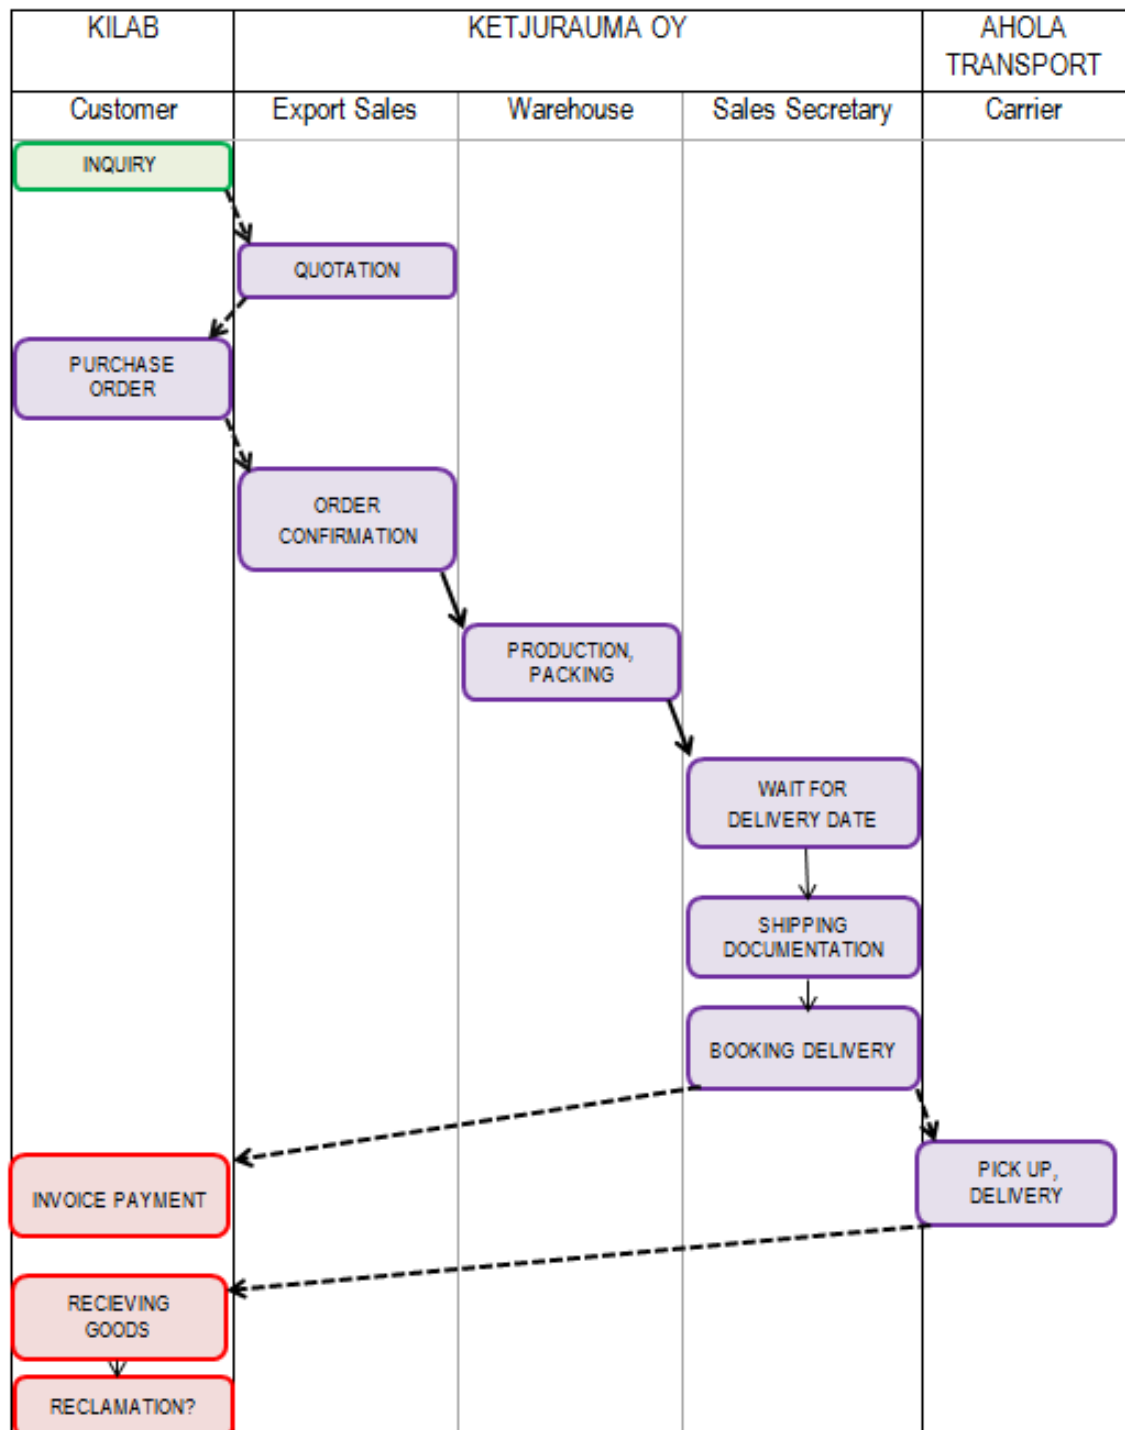 KILAB
KETJURAUMA OY
AHOLA
TRANSPORT
Customer
Export Sales
Warehouse
Sales Secretary
Carrier
INQUIRY
QUOTATION
PURCHASE
ORDER
ORDER
CONFIRMATION
PRODUCTION,
PACKING
WAIT FOR
DELIVERY DATE
SHIPPING
DOCUMENTATION
BOOKING DELIVERY
PICK UP,
DELIVERY
INVOICE PAYMENT
RECIEVING
GOODS
RECLAMATION?